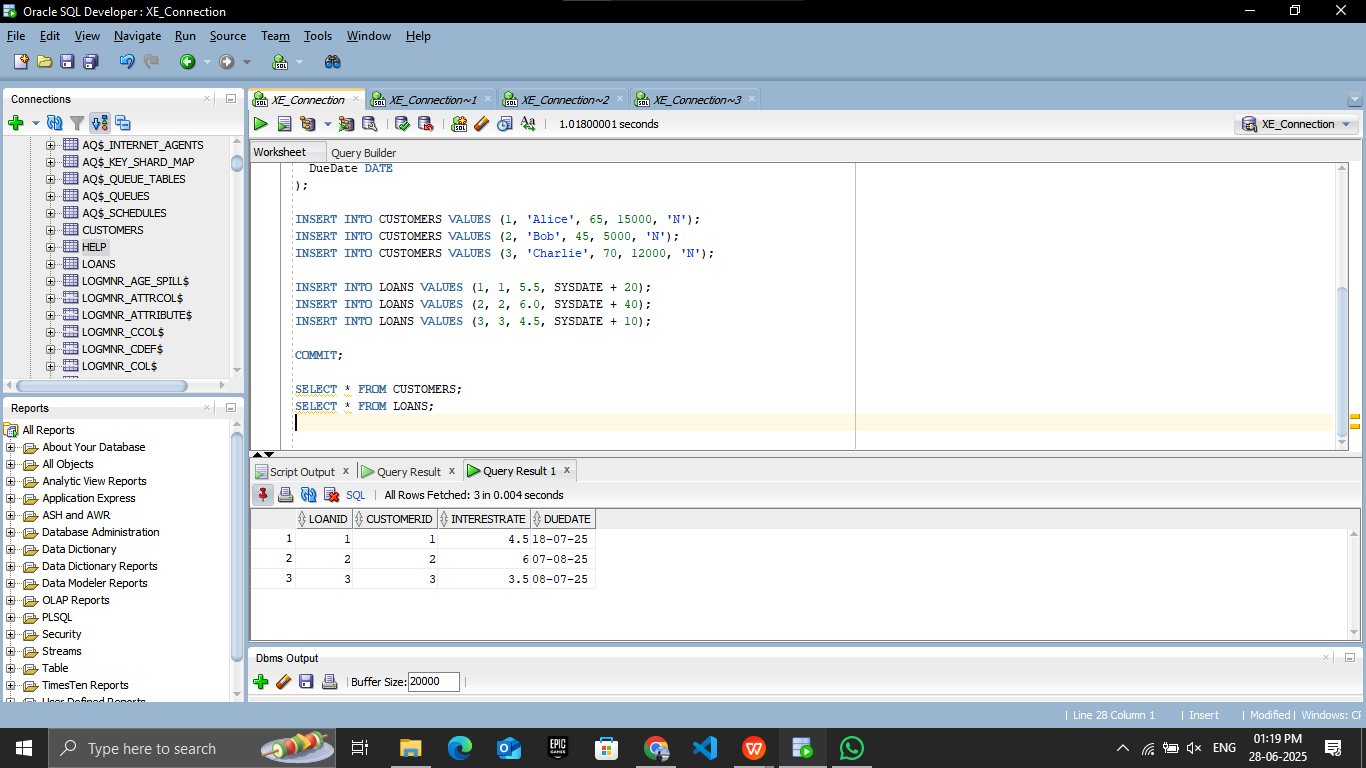 Oracle SQL Developer : XE_Connection
File Edit View Navigate Run Source Team Tools Window Help
Connections
AQ$_INTERNET_AGENTS
AQ$_KEY_SHARD_MAP
AQ$_QUEUE_TABLES
AQ$_QUEUES
AQ$_SCHEDULES
CUSTOMERS
HELP
LOANS
LOGMNR_AGE_SPILL$
LOGMNR_ATTRCOL$
LOGMNR_ATTRIBUTE$
LOGMNR_CCOL$
LOGMNR_CDEF$
LOGMNR_COL$
Reports
All Reports
About Your Database
All Objects
Analytic View Reports
Application Express
ASH and AWR
Database Administration
Data Dictionary
Data Dictionary Reports
Data Modeler Reports
OLAP Reports
PLSQL
Security
Streams
Table
TimesTen Reports
User Defined Reports
XE_Connection XE_Connection~1 XE_Connection~2 XE_Connection~3
1.01800001 seconds
XE_Connection
Worksheet Query Builder
DueDate DATE
);
INSERT INTO CUSTOMERS VALUES (1, 'Alice', 65, 15000, 'N');
INSERT INTO CUSTOMERS VALUES (2, 'Bob', 45, 5000, 'N');
INSERT INTO CUSTOMERS VALUES (3, 'Charlie', 70, 12000, 'N');
INSERT INTO LOANS VALUES (1, 1, 5.5, SYSDATE + 20);
INSERT INTO LOANS VALUES (2, 2, 6.0, SYSDATE + 40);
INSERT INTO LOANS VALUES (3, 3, 4.5, SYSDATE + 10);
COMMIT;
SELECT * FROM CUSTOMERS;
SELECT * FROM LOANS;
Script Output x Query Result x Query Result 1 x
SQL | All Rows Fetched: 3 in 0.004 seconds
LOANID CUSTOMERID INTERESTRATE DUEDATE
1 1 1 4.5 18-07-25
2 2 2 6 07-08-25
3 3 3 3.5 08-07-25
Dbms Output
Buffer Size: 20000
Line 28 Column 1 | Insert | Modified | Windows: CF
Type here to search
EPIC GAMES
ENG
01:19 PM
28-06-2025